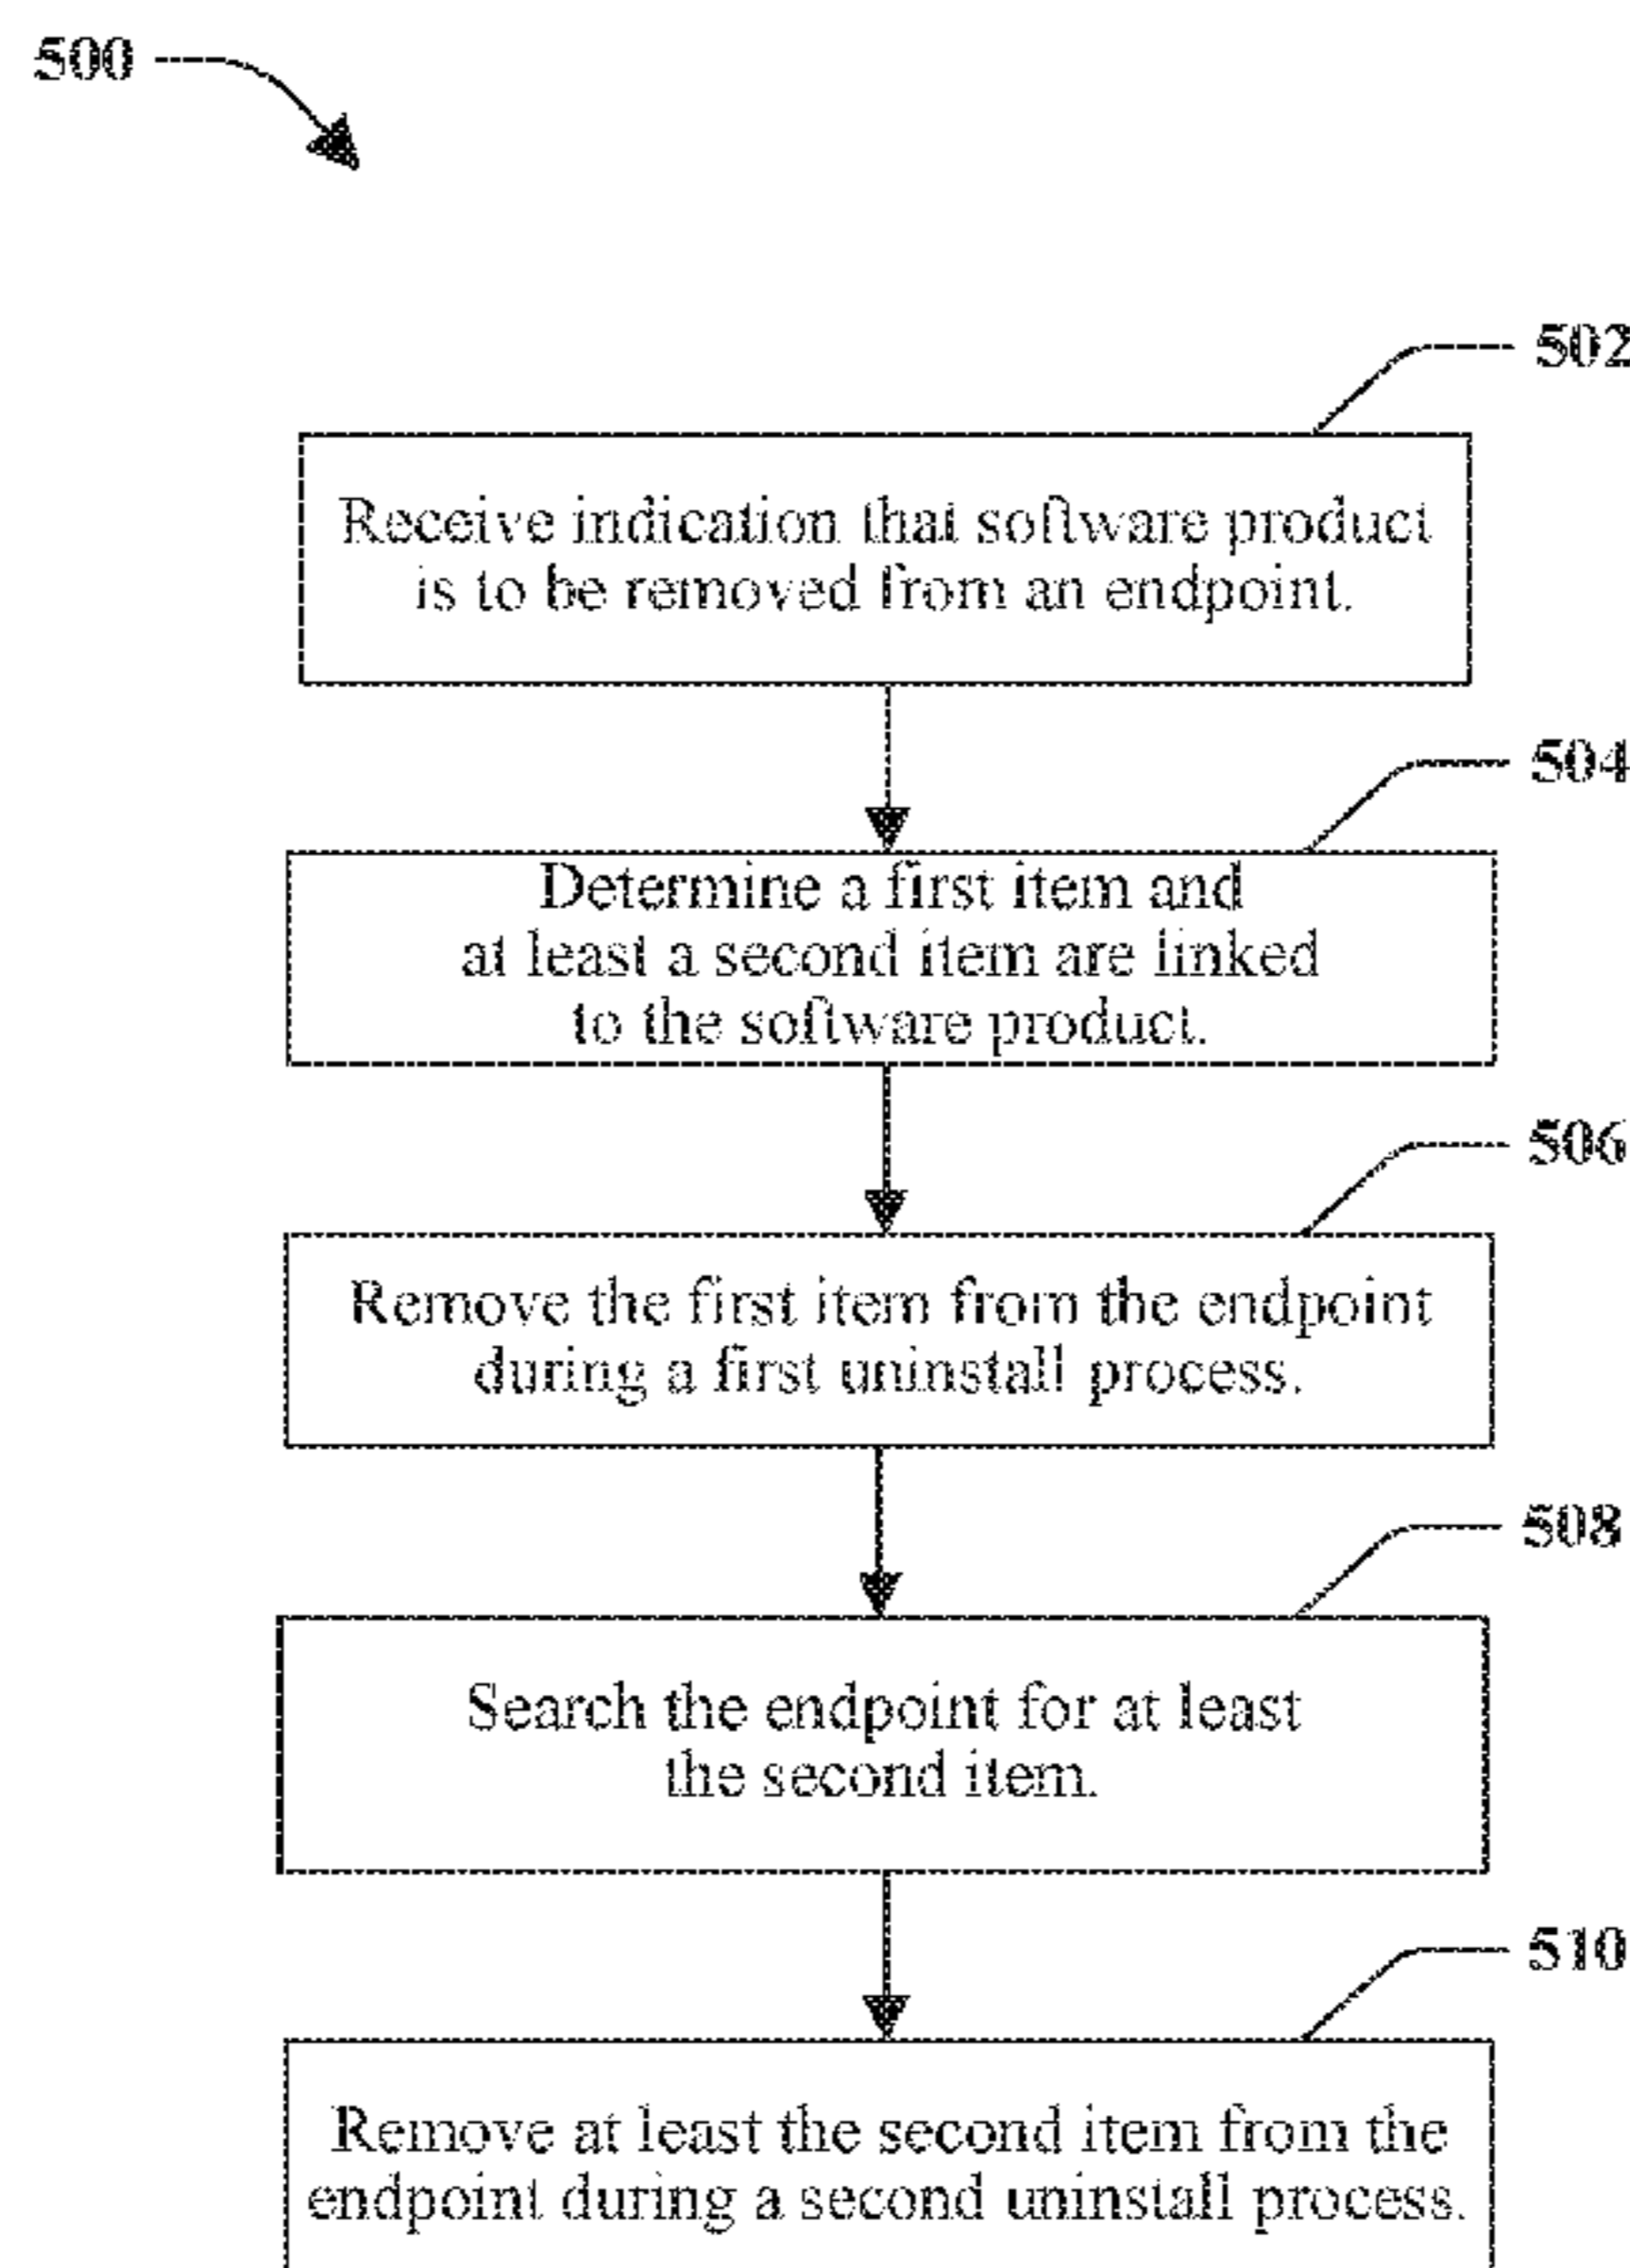 500
502
Receive indication that software product
is to be removed from an endpoint.
504
Determine a first item and
at least a second item are linked
to the software product.
506
Remove the first item from the endpoint
during a first uninstall process.
508
Search the endpoint for at least
the second item.
510
Remove at least the second item from the
endpoint during a second uninstall process.